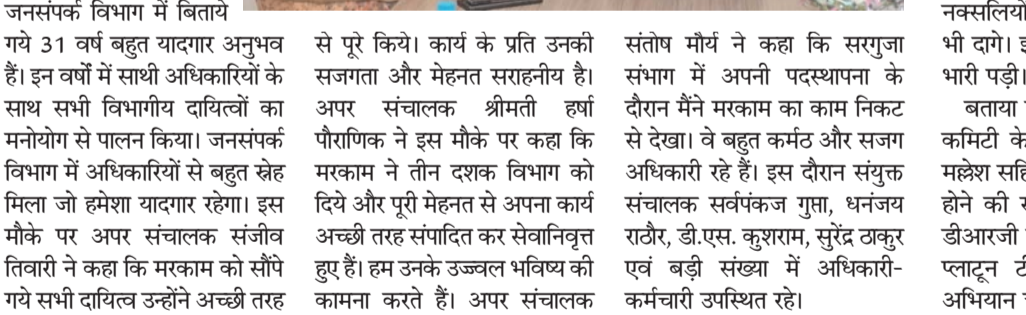 जनसंपर्क विभाग में बिताये
गये 31 वर्ष बहुत यादगार अनुभव
हैं। इन वर्षों में साथी अधिकारियों के
साथ सभी विभागीय दायित्वों का
मनोयोग से पालन किया। जनसंपर्क
विभाग में अधिकारियों से बहुत स्नेह
मिला जो हमेशा यादगार रहेगा। इस
मौके पर अपर संचालक संजीव
तिवारी ने कहा कि मरकाम को सौंपे
गये सभी दायित्व उन्होंने अच्छी तरह
से पूरे किये। कार्य के प्रति उनकी
सजगता और मेहनत सराहनीय है।
अपर संचालक श्रीमती हर्षा
पौराणिक ने इस मौके पर कहा कि
मरकाम ने तीन दशक विभाग को
दिये और पूरी मेहनत से अपना कार्य
अच्छी तरह संपादित कर सेवानिवृत्त
हुए हैं। हम उनके उज्ज्वल भविष्य की
कामना करते हैं। अपर संचालक
संतोष मौर्य ने कहा कि सरगुजा
संभाग में अपनी पदस्थापना के
दौरान मैंने मरकाम का काम निकट
से देखा। वे बहुत कर्मठ और सजग
अधिकारी रहे हैं। इस दौरान संयुक्त
संचालक सर्वपंकज गुप्ता, धनंजय
राठौर, डी.एस. कुशराम, सुरेंद्र ठाकुर
एवं बड़ी संख्या में अधिकारी-
कर्मचारी उपस्थित रहे।
नक्सलियो
भी दागे।
भारी पड़ी।
बताया
कमिटी के
मल्लेश
होने की
डीआरजी
प्लाटून
अभियान